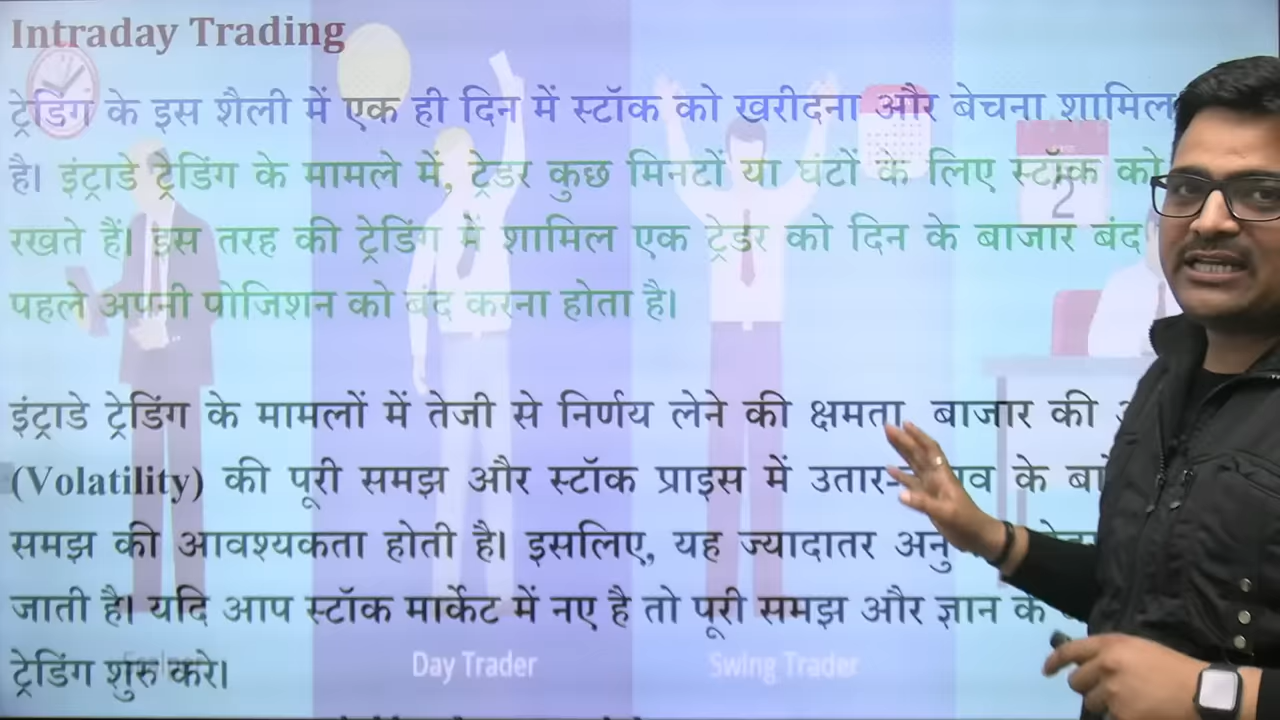 Intraday Trading
ट्रेडिंग के इस शैली में एक ही दिन में स्टॉक को खरीदना और बेचना शामिल
है। इंट्राडे ट्रेडिंग के मामले में, ट्रेडर कुछ मिनटों या घंटों के लिए स्टॉक को
रखते हैं। इस तरह की ट्रेडिंग में शामिल एक ट्रेडर को दिन के बाजार बंद
पहले अपनी पोजिशन को बंद करना होता है।
2
इंट्राडे ट्रेडिंग के मामलों में तेजी से निर्णय लेने की क्षमता, बाजार की
(Volatility) की पूरी समझ और स्टॉक प्राइस में उतार- के
समझ की आवश्यकता होती है। इसलिए, यह ज्यादातर
जाती है। यदि आप स्टॉक मार्केट में नए है तो पूरी समझ और ज्ञान के
ट्रेडिंग शुरु करे।
Day Trader
Swing Trader